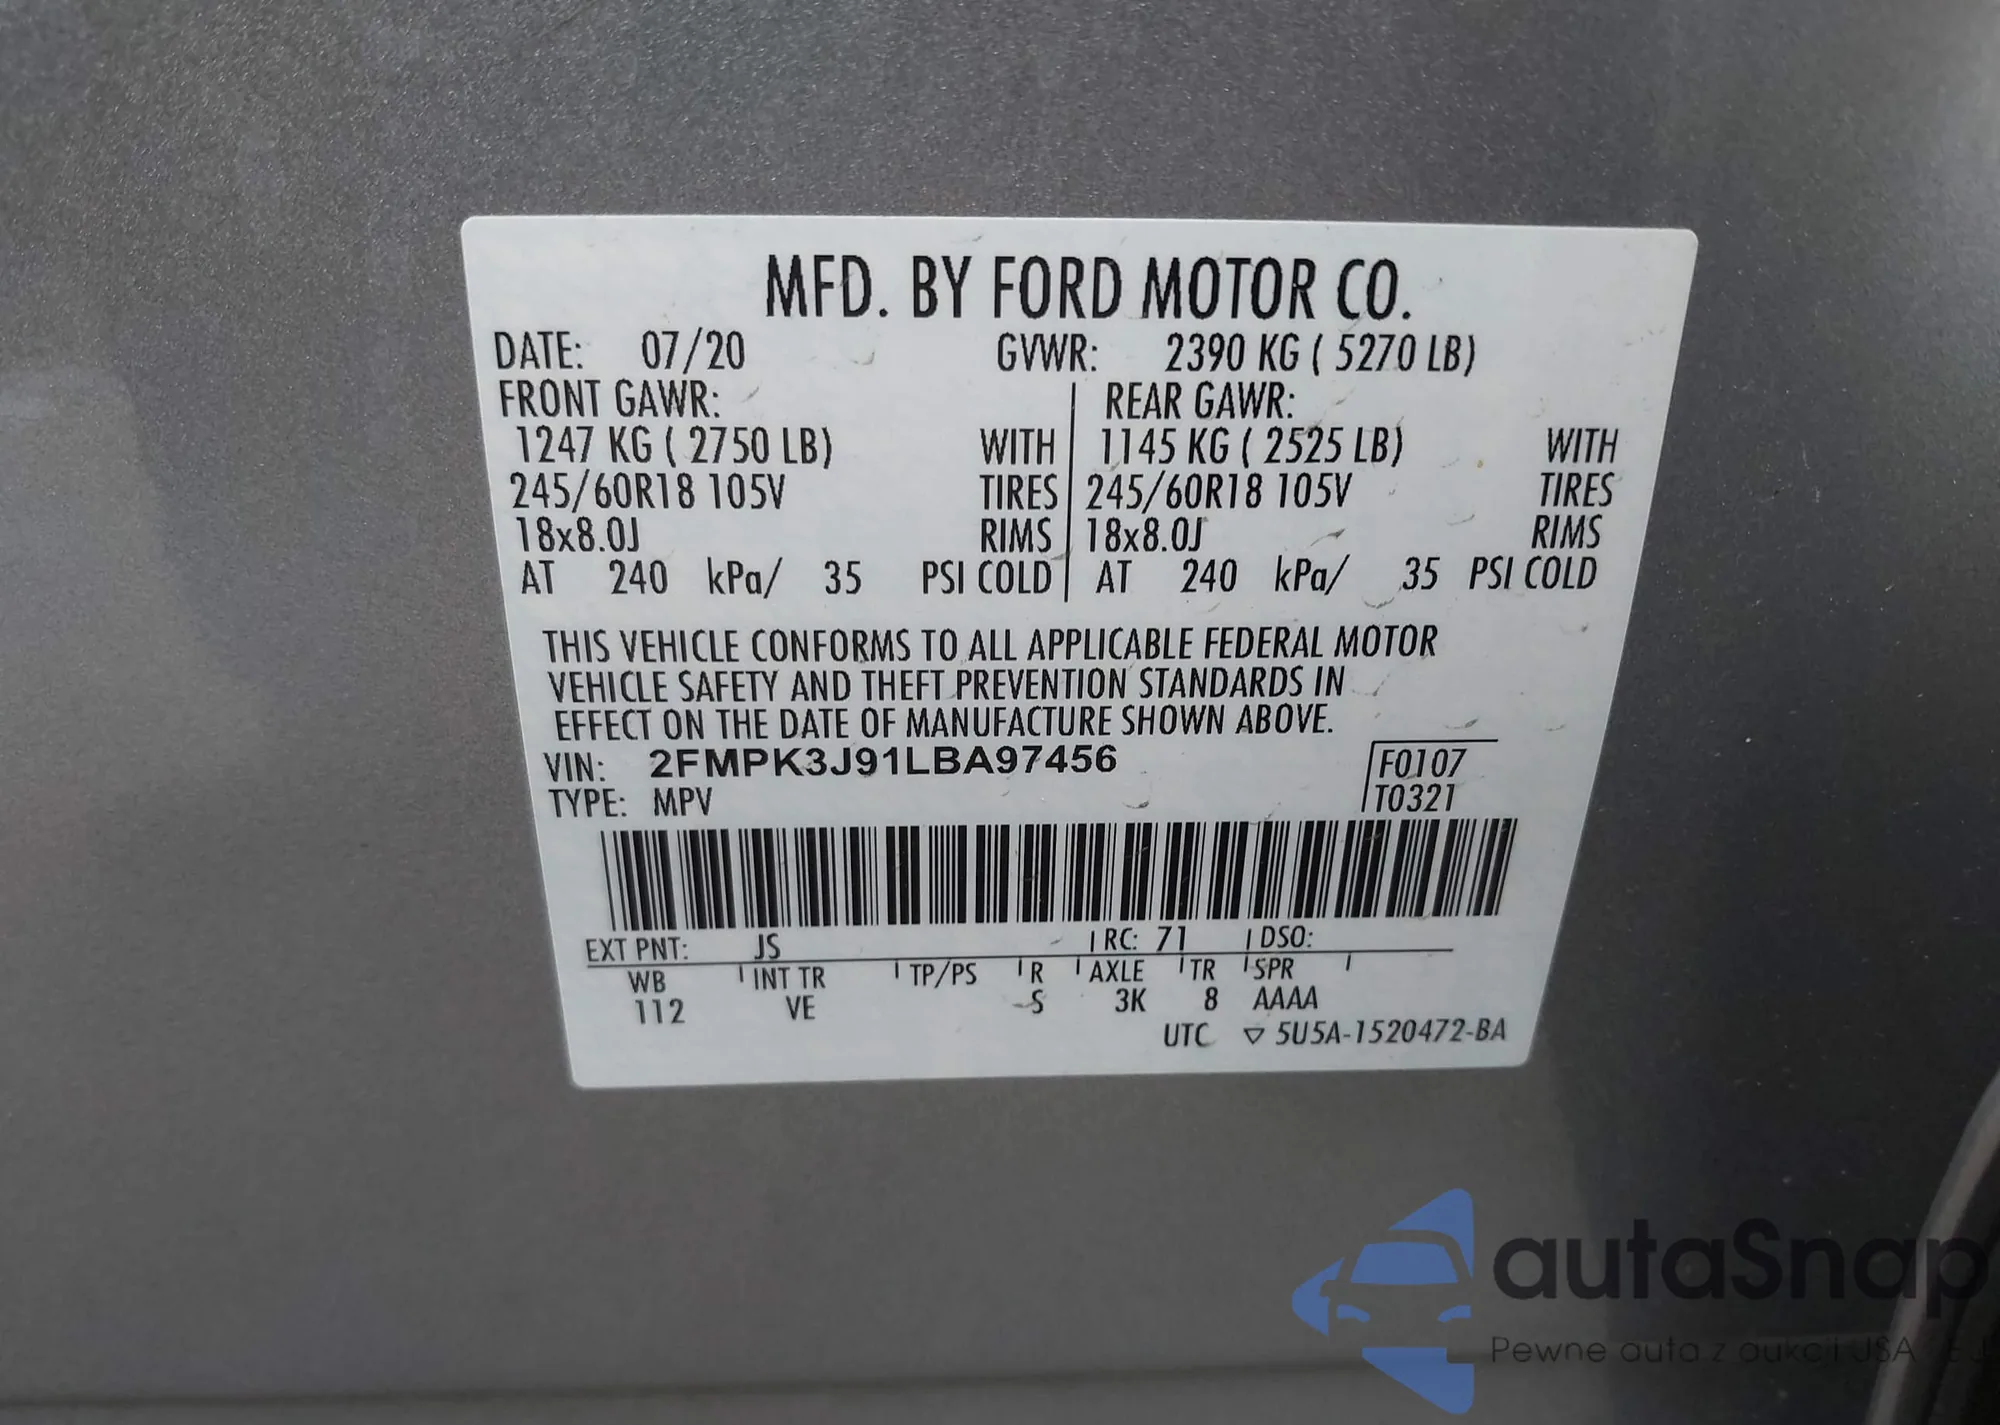 MFD. BY FORD MOTOR CO.
DATE: 07/20 GVWR: 2390 KG ( 5270 LB)
FRONT GAWR: REAR GAWR:
1247 KG ( 2750 LB) WITH 1145 KG ( 2525 LB) WITH
245/60R18 105V TIRES 245/60R18 105V TIRES
18x8.0J RIMS 18x8.0J RIMS
AT 240 kPa/ 35 PSI COLD AT 240 kPa/ 35 PSI COLD
THIS VEHICLE CONFORMS TO ALL APPLICABLE FEDERAL MOTOR
VEHICLE SAFETY AND THEFT PREVENTION STANDARDS IN
EFFECT ON THE DATE OF MANUFACTURE SHOWN ABOVE.
VIN: 2FMPK3J91LBA97456 F0107
TYPE: MPV T0321
EXT PNT: JS RC: 71 DSO:
WB INT TR TP/PS R AXLE TR SPR
112 VE S 3K 8 AAAA
UTC ▽ 5U5A-1520472-BA
autaSnap
Pewne auta z aukcji USA